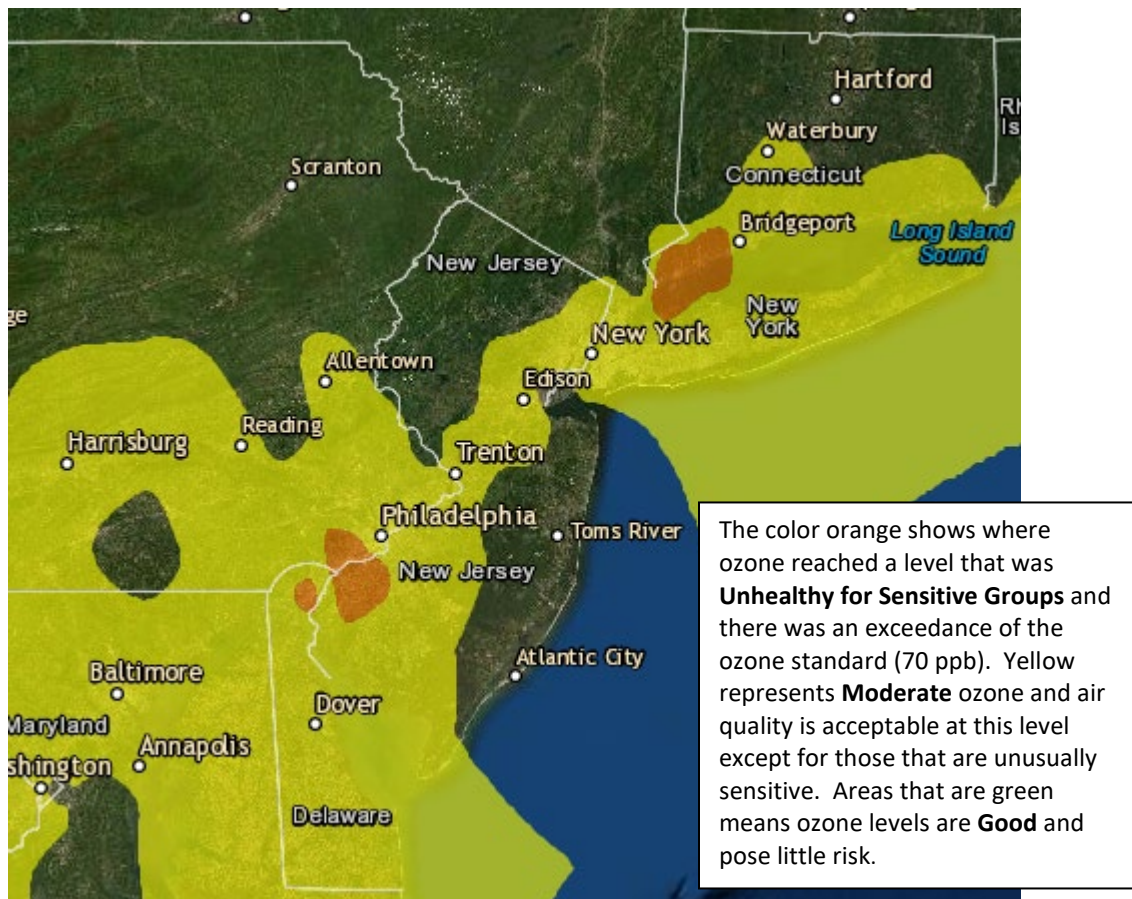 Hartford
Waterbury
Connecticut
Scranton
Bridgeport
Long Island
Sound
New Jersey
New
York
New York
ge
Allentown
Edison
Reading
Harrisburg
Trenton
Philadelphia
Toms River
New Jersey
Atlantic City
Baltimore
Dover
Maryland
Annapolis
shington
Delaware
The color orange shows where
ozone reached a level that was
Unhealthy for Sensitive Groups and
there was an exceedance of the
ozone standard (70 ppb). Yellow
represents Moderate ozone and air
quality is acceptable at this level
except for those that are unusually
sensitive. Areas that are green
means ozone levels are Good and
pose little risk.